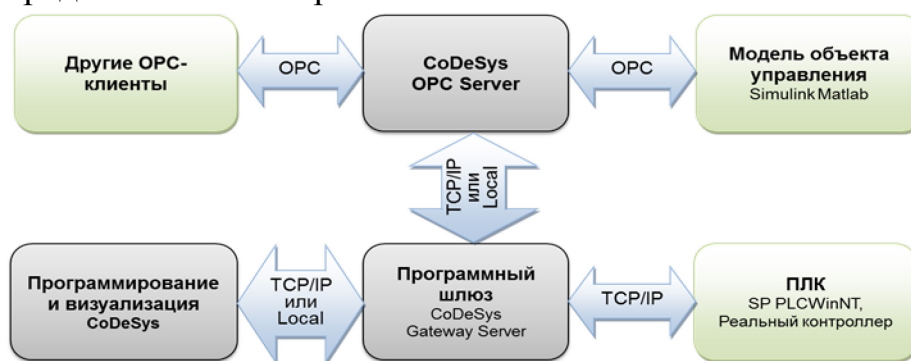 Другие OPC-
клиенты
OPC
CoDeSys
OPC Server
OPC
Модель объекта
управления
Simulink Matlab
TCP/IP
или
Local
Программирование
и визуализация
CoDeSys
TCP/IP
или
Local
Программный
шлюз
CoDeSys
Gateway Server
TCP/IP
ПЛК
SP PLCWinNT,
Реальный контроллер